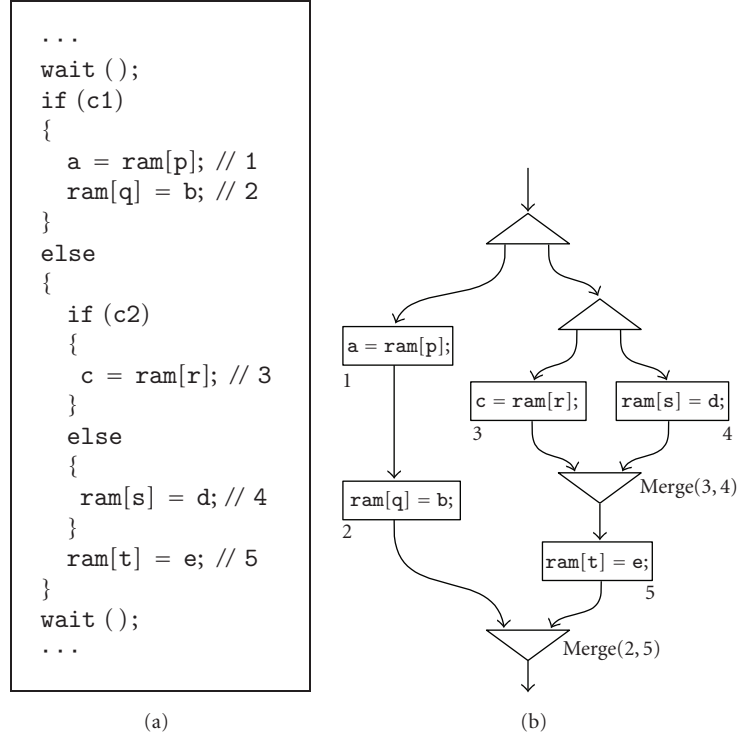 ...
wait ();
if (c1)
{
a = ram[p]; // 1
ram[q] = b; // 2
}
else
{
if (c2)
{
c = ram[r]; // 3
}
else
{
ram[s] = d; // 4
}
ram[t] = e; // 5
}
wait ();
...
(a)
a = ram[p];
1
c = ram[r];
3
ram[s] = d;
4
Merge(3, 4)
ram[q] = b;
2
ram[t] = e;
5
Merge(2, 5)
(b)